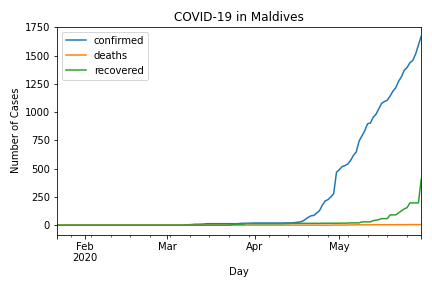 COVID-19 in Maldives
1750
1500
1250
1000
750
500
250
0
Number of Cases
confirmed
deaths
recovered
Feb
2020
Mar
Apr
May
Day